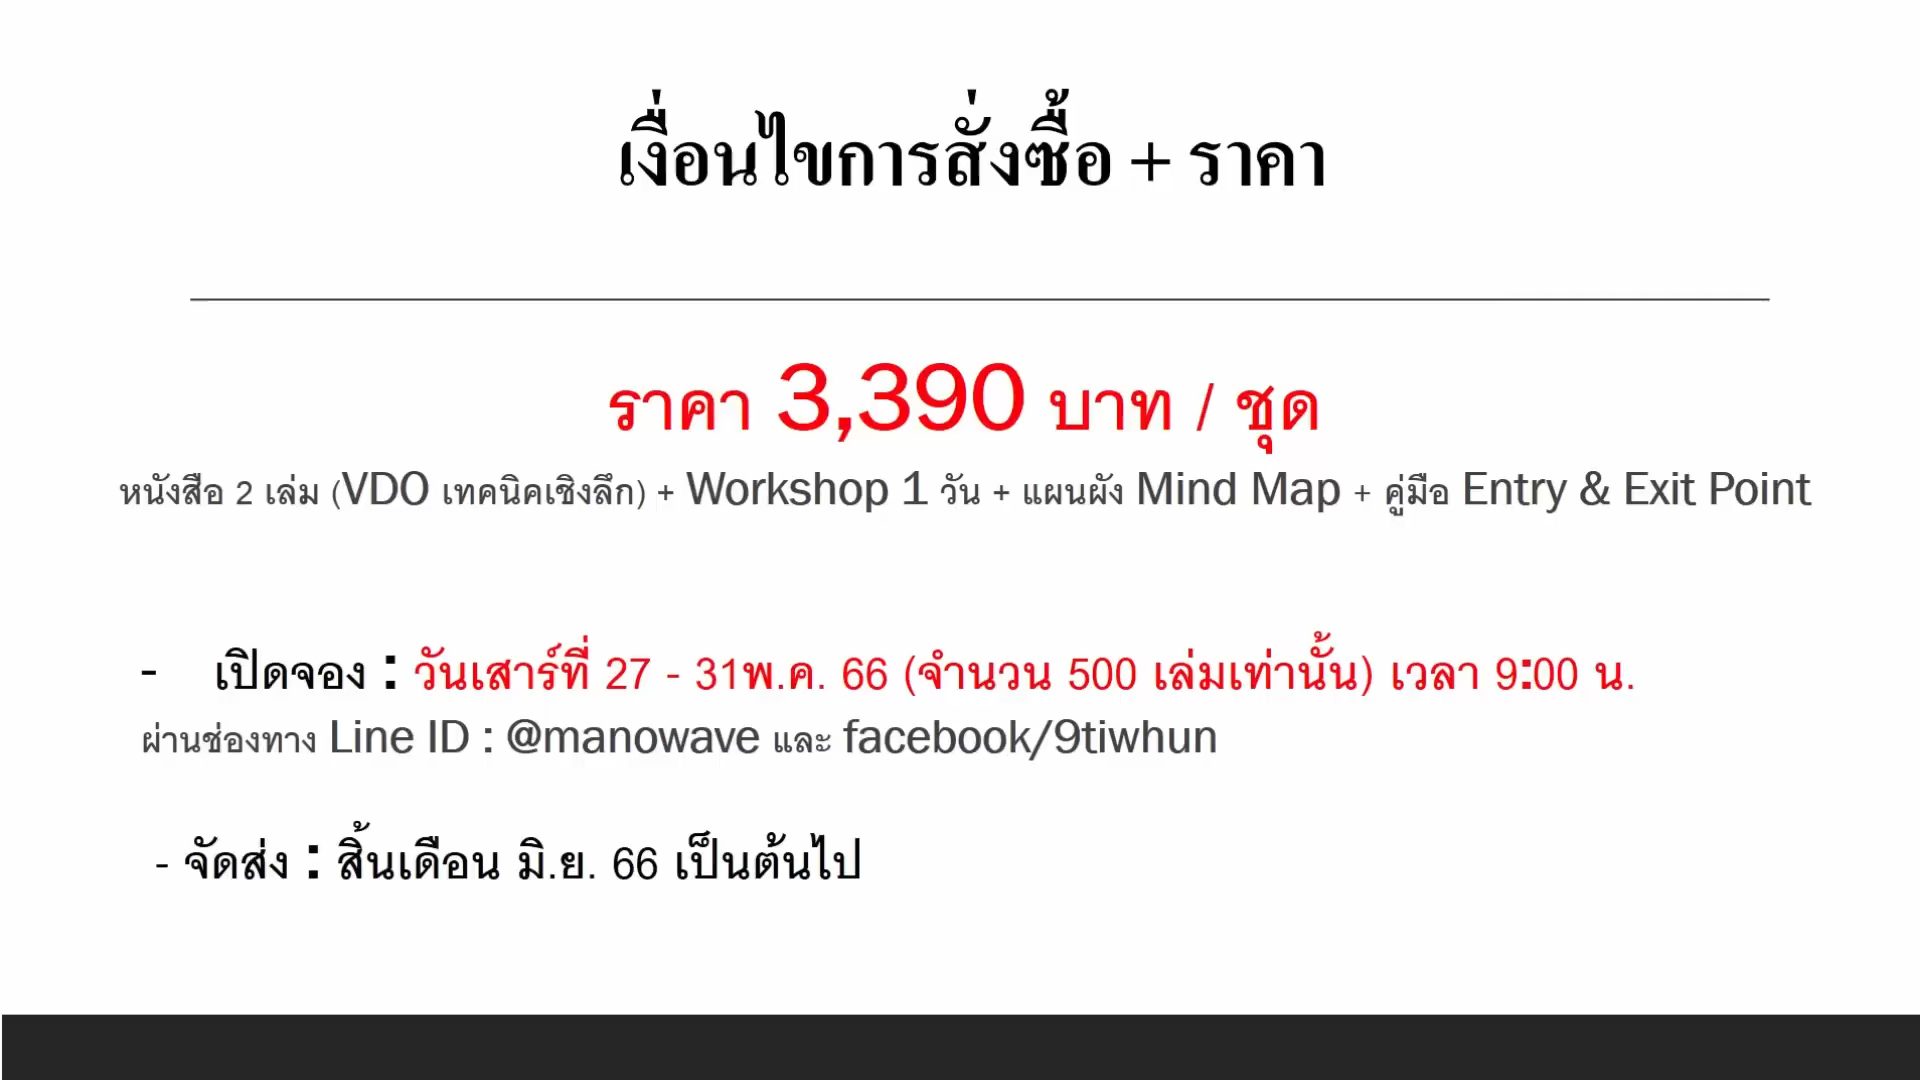 เงื่อนไขการสั่งซื้อ + ราคา
ราคา 3,390 บาท / ชุด
หนังสือ 2 เล่ม (VDO เทคนิคเชิงลึก) + Workshop 1 วัน + แผนผัง Mind Map + คู่มือ Entry & Exit Point
- เปิดจอง : วันเสาร์ที่ 27 - 31พ.ค. 66 (จำนวน 500 เล่มเท่านั้น) เวลา 9:00 น.
ผ่านช่องทาง Line ID : @manowave และ facebook/9tiwhun
- จัดส่ง : สิ้นเดือน มิ.ย. 66 เป็นต้นไป